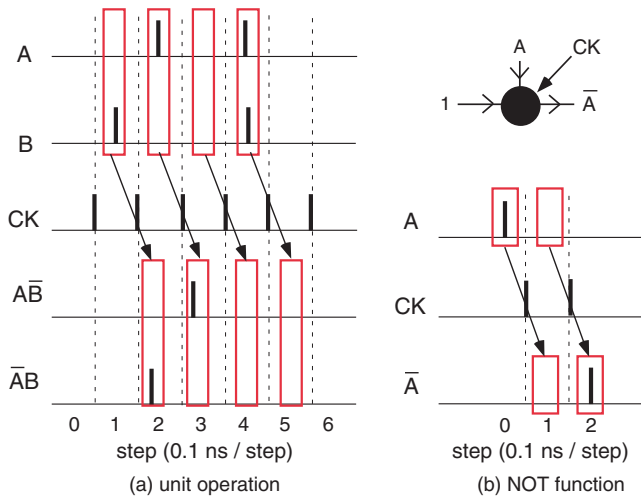 A
B
CK
AB̅
A̅B
0 1 2 3 4 5 6
step (0.1 ns / step)
(a) unit operation
A
CK
1
A̅
A
CK
A̅
0 1 2
step (0.1 ns / step)
(b) NOT function